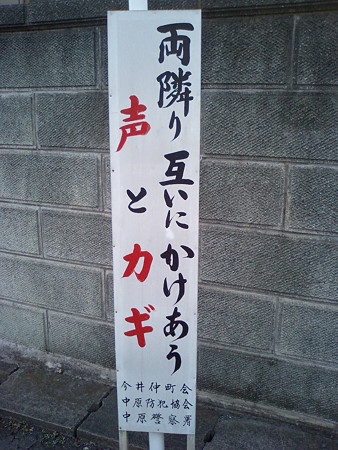 両隣り互いにかけあう
声とカギ
今井仲町会
中原防犯協会
中原警察署